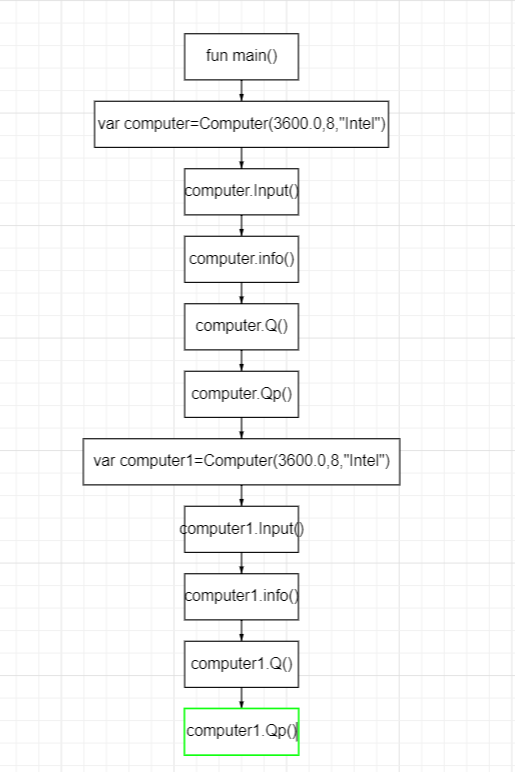 fun main()
var computer=Computer(3600.0,8,"Intel")
computer.Input()
computer.info()
computer.Q()
computer.Qp()
var computer1=Computer(3600.0,8,"Intel")
computer1.Input()
computer1.info()
computer1.Q()
computer1.Qp()